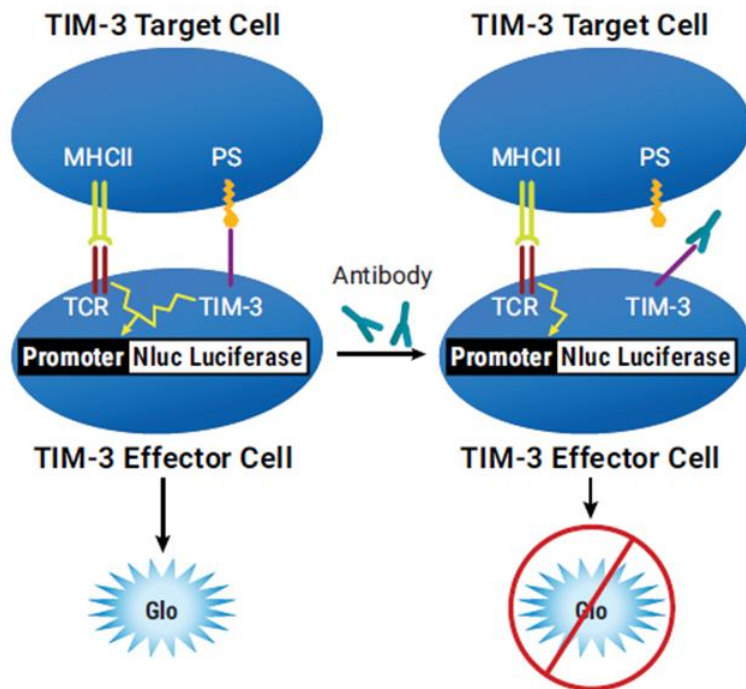 TIM-3 Target Cell
MHCII PS
TCR TIM-3
Promoter Nluc Luciferase
TIM-3 Effector Cell
Glo
Antibody
TIM-3 Target Cell
MHCII PS
TCR TIM-3
Promoter Nluc Luciferase
TIM-3 Effector Cell
Glo